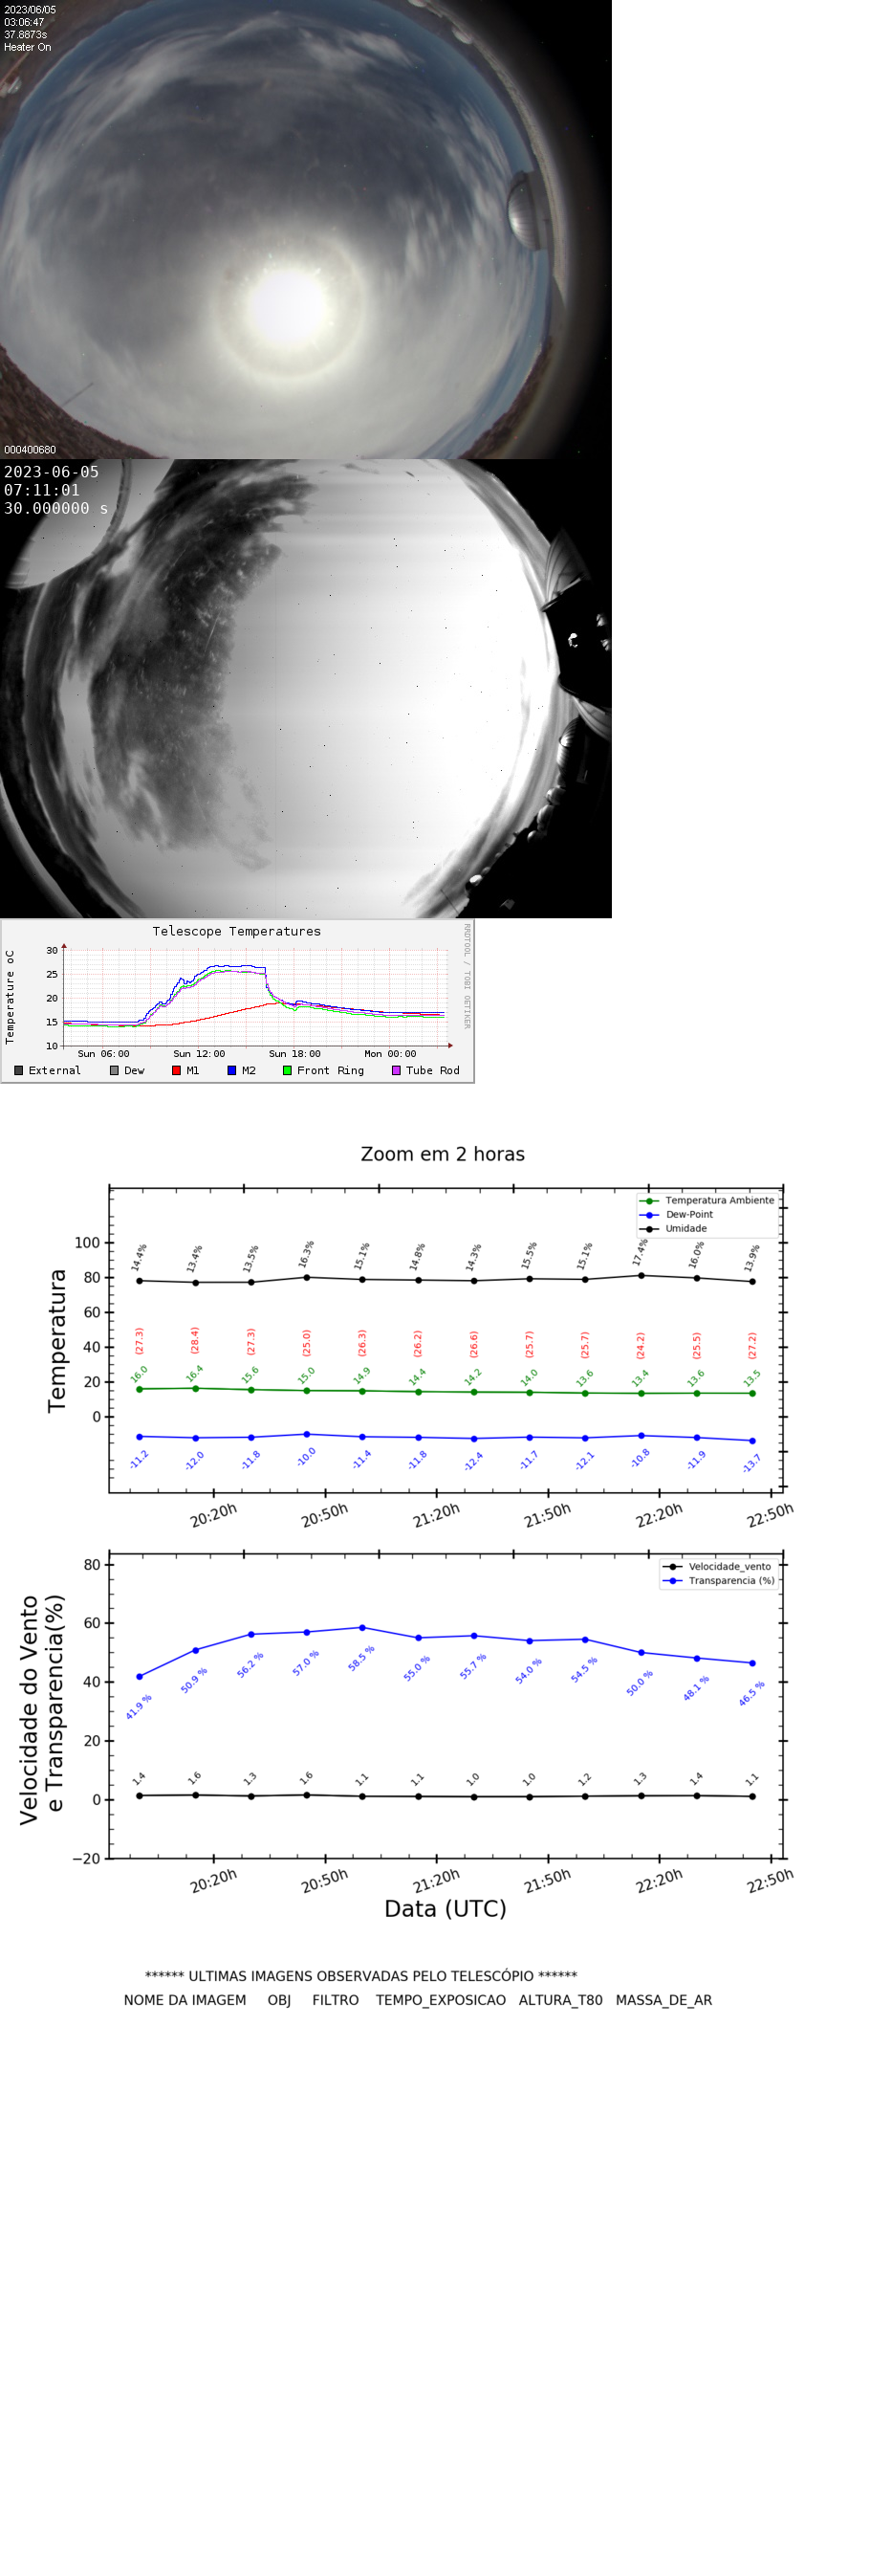 2023/06/05
03:06:47
37.8873s
Heater On
000400680
2023-06-05
07:11:01
30.000000 s
Telescope Temperatures
RRDTOOL / TOBI OETIKER
Temperature oC
30
25
20
15
10
Sun 06:00 Sun 12:00 Sun 18:00 Mon 00:00
External Dew M1 M2 Front Ring Tube Rod
Zoom em 2 horas
Temperatura Ambiente
Dew-Point
Umidade
Temperatura
100
80
60
40
20
0
14.4% 13.4% 13.5% 16.3% 15.1% 14.8% 14.3% 15.5% 15.1% 17.4% 16.0% 13.9%
(27.3) (28.4) (27.3) (25.0) (26.3) (26.2) (26.6) (25.7) (25.7) (24.2) (25.5) (27.2)
16.0 16.4 15.6 15.0 14.9 14.4 14.2 14.0 13.6 13.4 13.6 13.5
-11.2 -12.0 -11.8 -10.0 -11.4 -11.8 -12.4 -11.7 -12.1 -10.8 -11.9 -13.7
20:20h 20:50h 21:20h 21:50h 22:20h 22:50h
Velocidade_vento
Transparencia (%)
Velocidade do Vento
e Transparencia(%)
80
60
40
20
0
−20
41.9 % 50.9 % 56.2 % 57.0 % 58.5 % 55.0 % 55.7 % 54.0 % 54.5 % 50.0 % 48.1 % 46.5 %
1.4 1.6 1.3 1.6 1.1 1.1 1.0 1.0 1.2 1.3 1.4 1.1
20:20h 20:50h 21:20h 21:50h 22:20h 22:50h
Data (UTC)
****** ULTIMAS IMAGENS OBSERVADAS PELO TELESCÓPIO ******
NOME DA IMAGEM OBJ FILTRO TEMPO_EXPOSICAO ALTURA_T80 MASSA_DE_AR